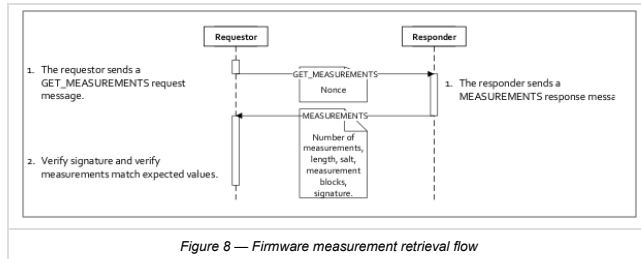 Requestor
Responder
1. The requestor sends a
GET_MEASUREMENTS request
message.
GET_MEASUREMENTS
Nonce
1. The responder sends a
MEASUREMENTS response messa
MEASUREMENTS
Number of
measurements,
length, salt,
measurement
blocks,
signature.
2. Verify signature and verify
measurements match expected values.
Figure 8 — Firmware measurement retrieval flow